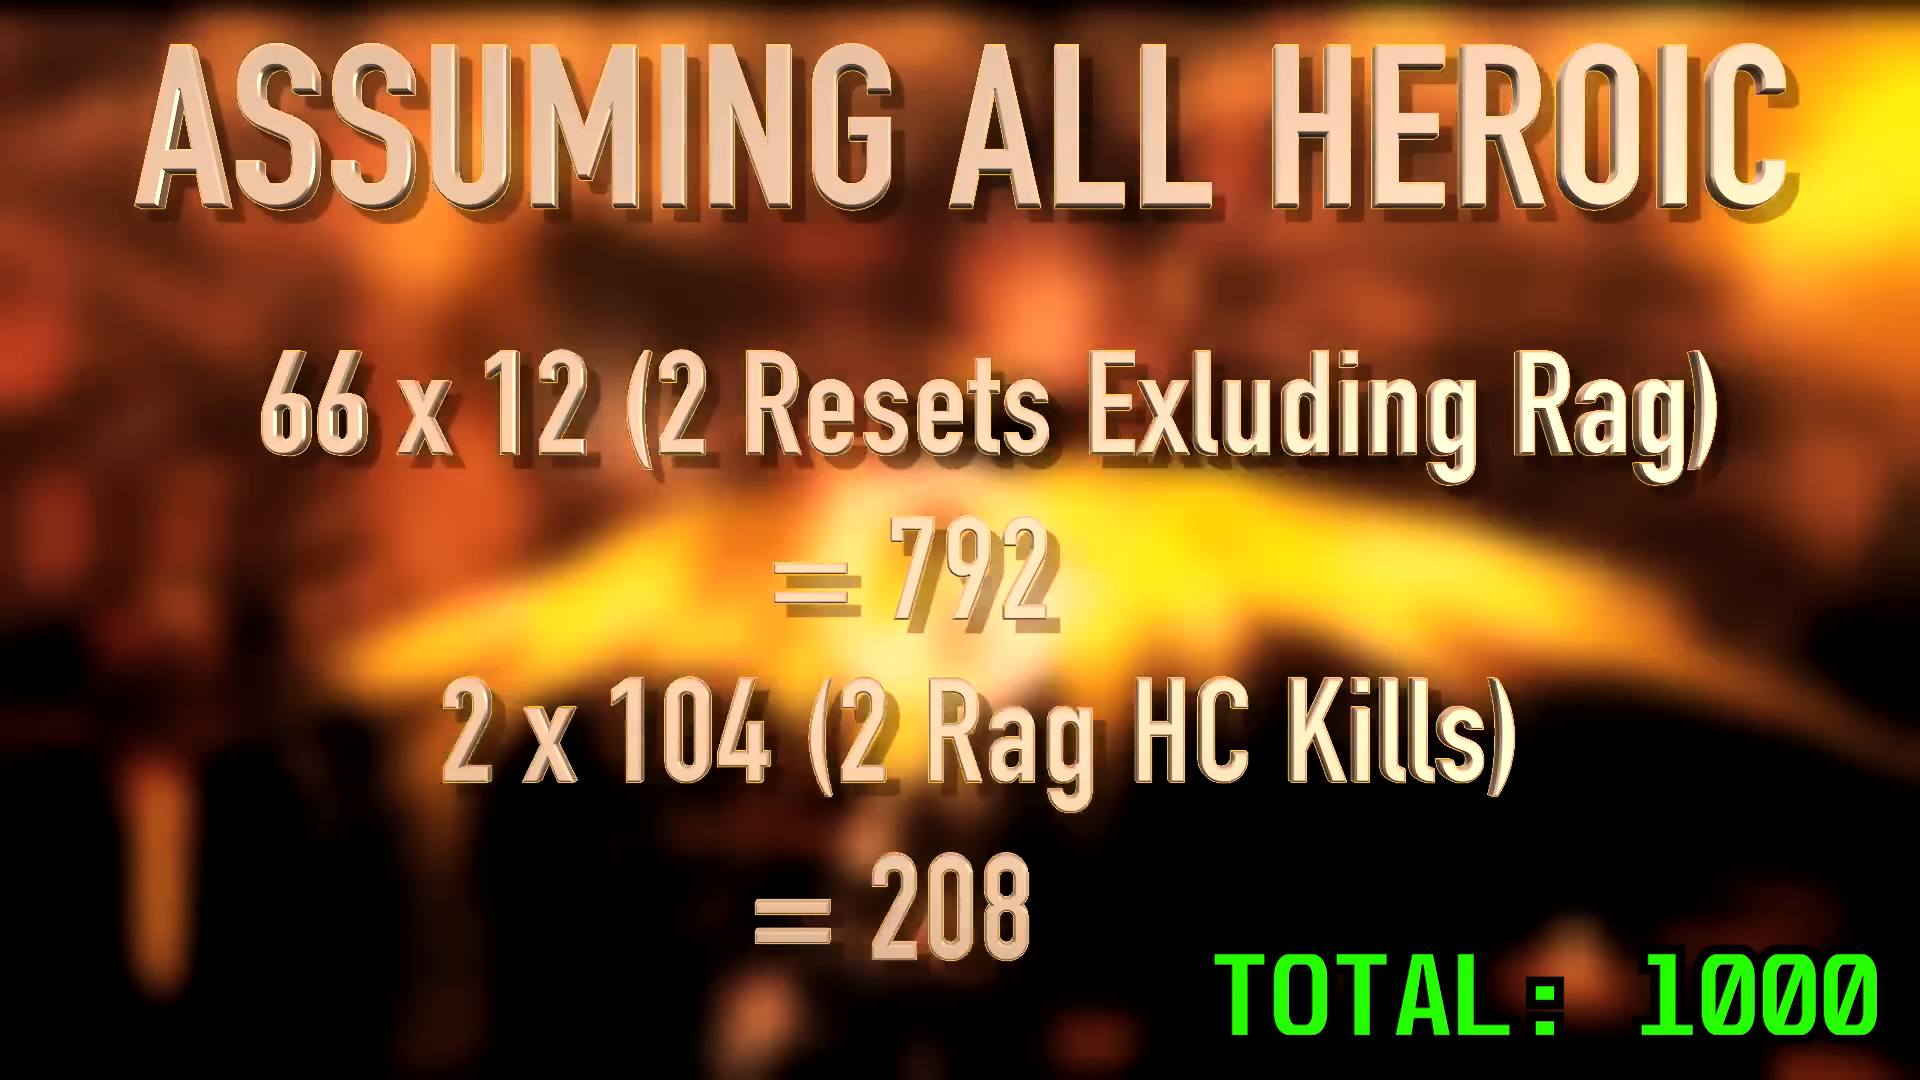 ASSUMING ALL HEROIC
66 x 12 (2 Resets Exluding Rag)
= 792
2 x 104 (2 Rag HC Kills)
= 208
TOTAL: 1000